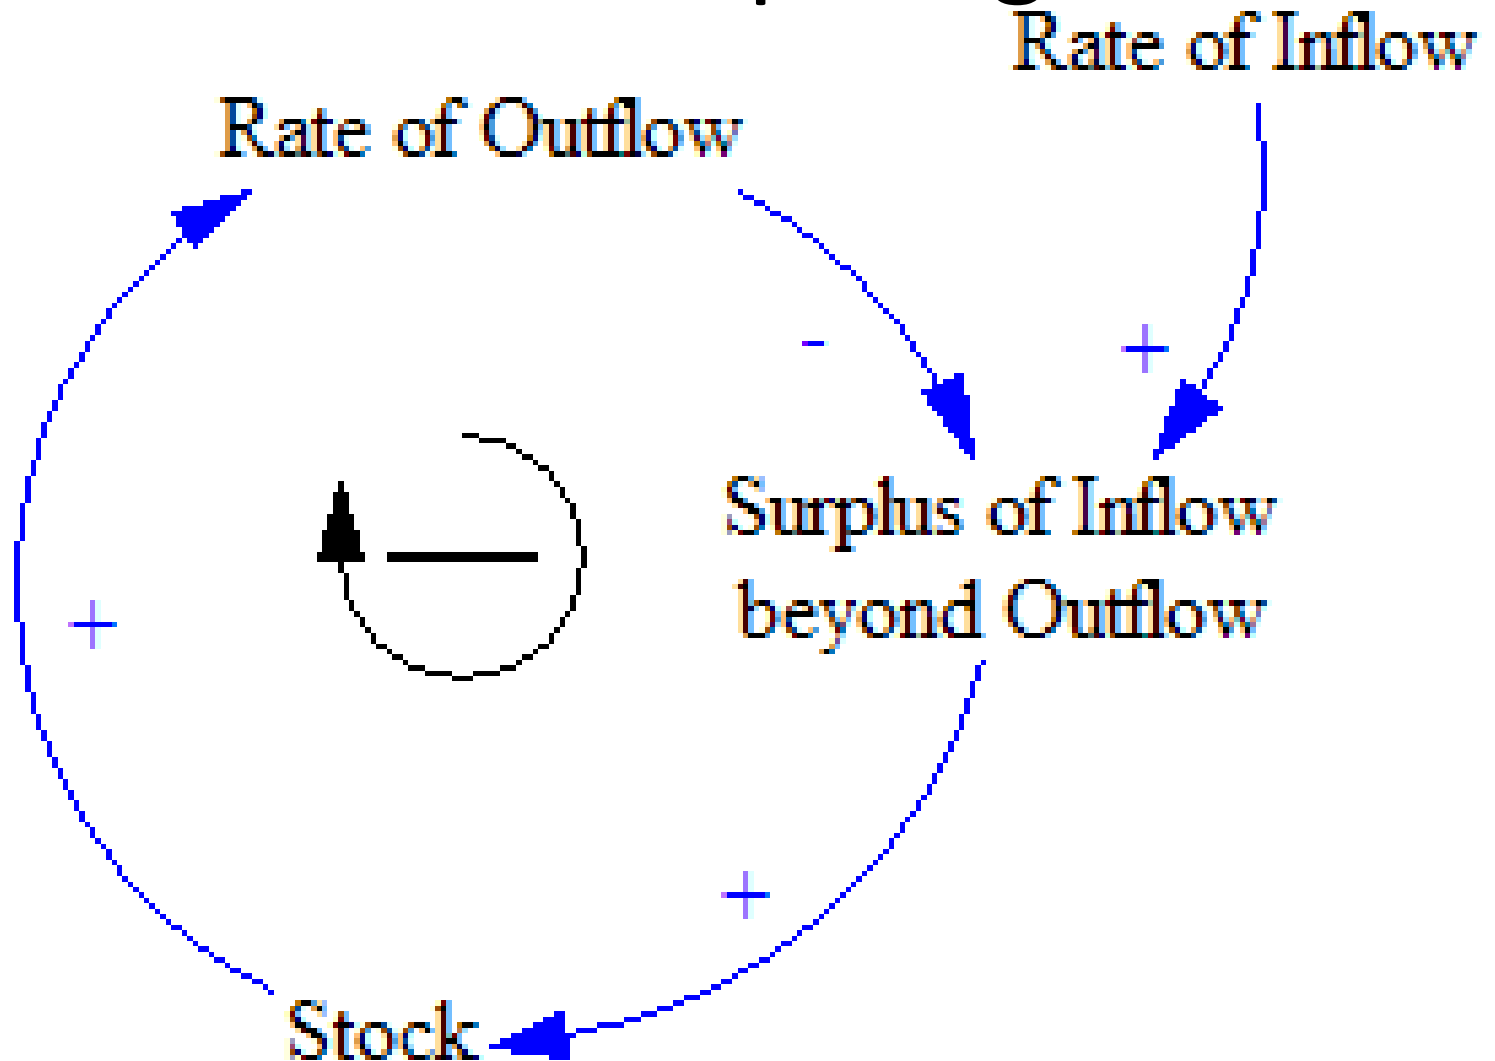 Rate of Inflow
Rate of Outflow
-
+
Surplus of Inflow
beyond Outflow
+
+
Stock